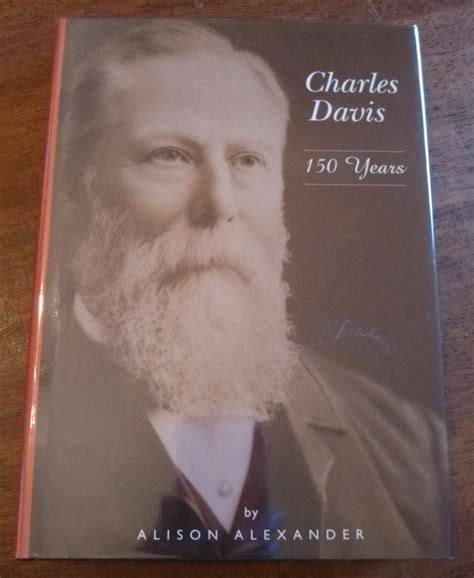 Charles
Davis
150 Years
by
ALISON ALEXANDER